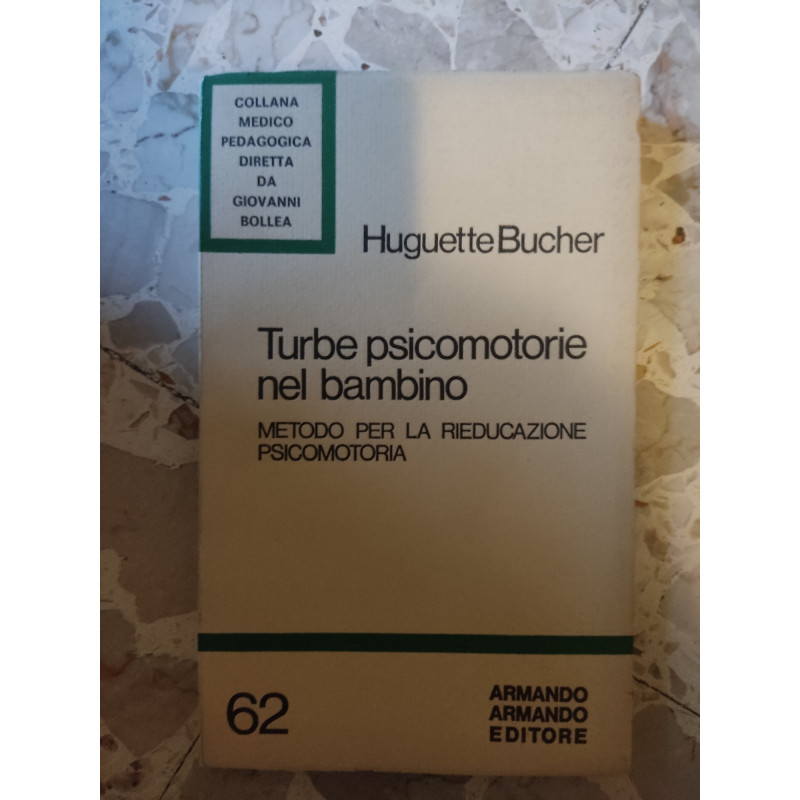 COLLANA
MEDICO
PEDAGOGICA
DIRETTA
DA
GIOVANNI
BOLLEA
Huguette Bucher
Turbe psicomotorie
nel bambino
METODO PER LA RIEDUCAZIONE
PSICOMOTORIA
62
ARMANDO
ARMANDO
EDITORE